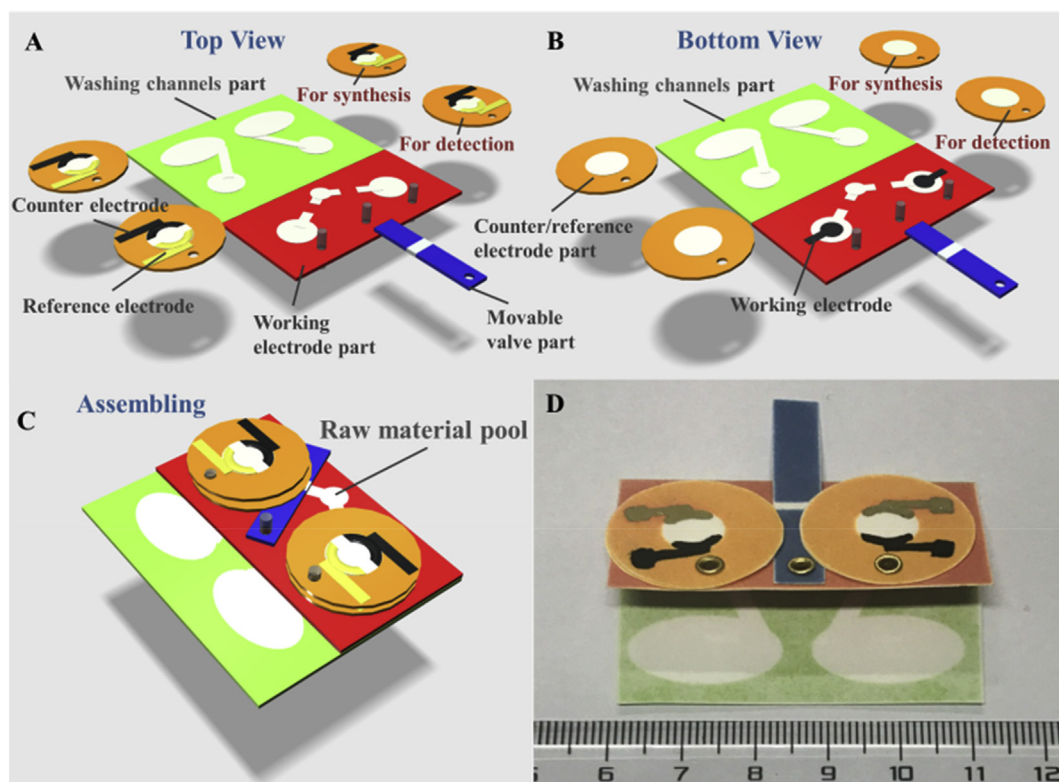 A
Top View
Washing channels part
For synthesis
For detection
Counter electrode
Reference electrode
Working
electrode part
Movable
valve part
B
Bottom View
Washing channels part
For synthesis
For detection
Counter/reference
electrode part
Working electrode
C
Assembling
Raw material pool
D
5 6 7 8 9 10 11 12